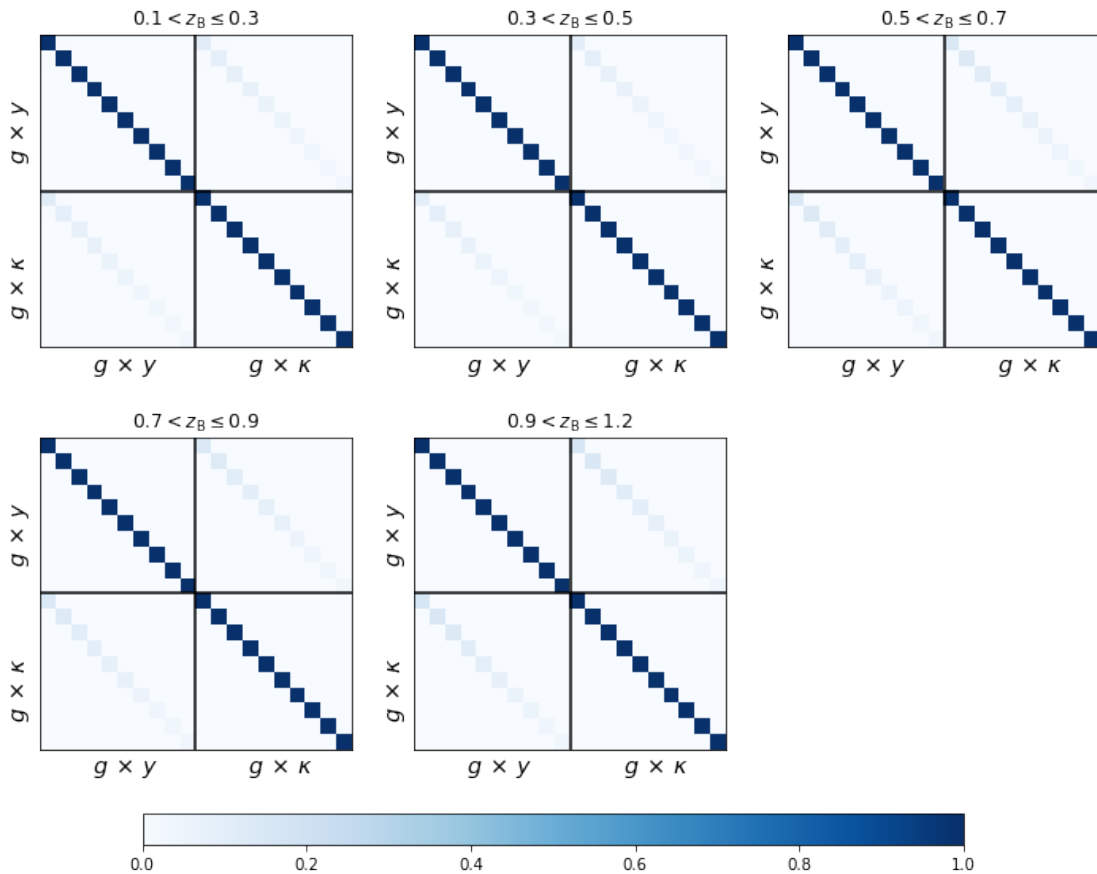 0.1 < z_B ≤ 0.3
0.3 < z_B ≤ 0.5
0.5 < z_B ≤ 0.7
g × y
g × κ
g × y
g × κ
g × y
g × κ
g × y g × κ
g × y g × κ
g × y g × κ
0.7 < z_B ≤ 0.9
0.9 < z_B ≤ 1.2
g × y
g × κ
g × y
g × κ
g × y g × κ
g × y g × κ
0.0 0.2 0.4 0.6 0.8 1.0